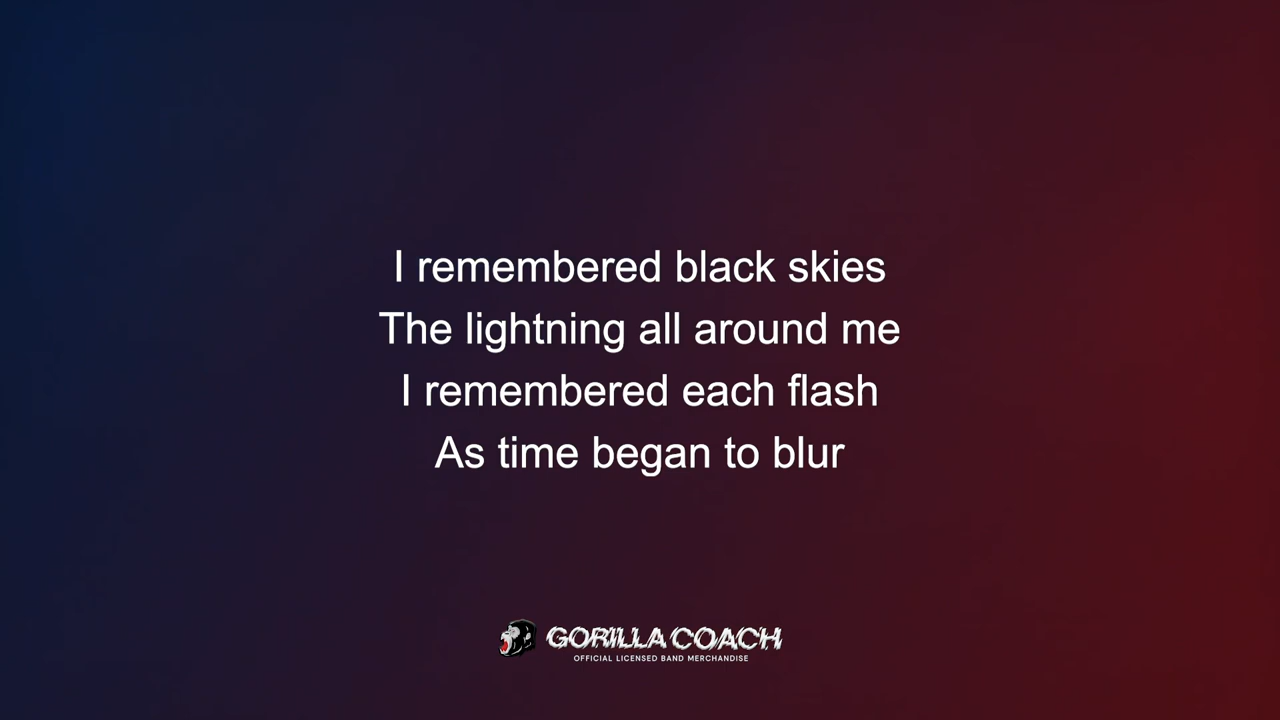 I remembered black skies
The lightning all around me
I remembered each flash
As time began to blur
GORILLA COACH
OFFICIAL LICENSED BAND MERCHANDISE